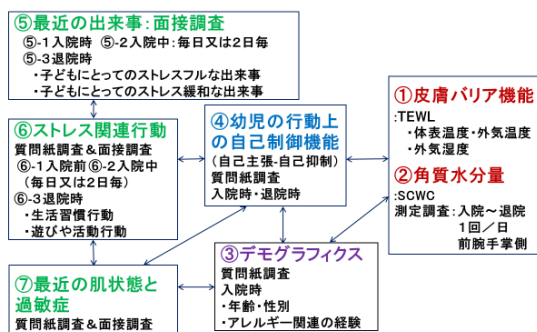 ⑤最近の出来事:面接調査
⑤-1入院時 ⑤-2入院中:毎日又は2日毎
⑤-3退院時
・子どもにとってのストレスフルな出来事
・子どもにとってのストレス緩和な出来事
⑥ストレス関連行動
質問紙調査&面接調査
⑥-1入院前⑥-2入院中
(毎日又は2日毎)
⑥-3退院時
・生活習慣行動
・遊びや活動行動
⑦最近の肌状態と
過敏症
質問紙調査&面接調査
④幼児の行動上
の自己制御機能
(自己主張-自己抑制)
質問紙調査
入院時・退院時
③デモグラフィクス
質問紙調査
入院時
・年齢・性別
・アレルギー関連の経験
①皮膚バリア機能
:TEWL
・体表温度・外気温度
・外気湿度
②角質水分量
:SCWC
測定調査:入院～退院
1回/日
前腕手掌側